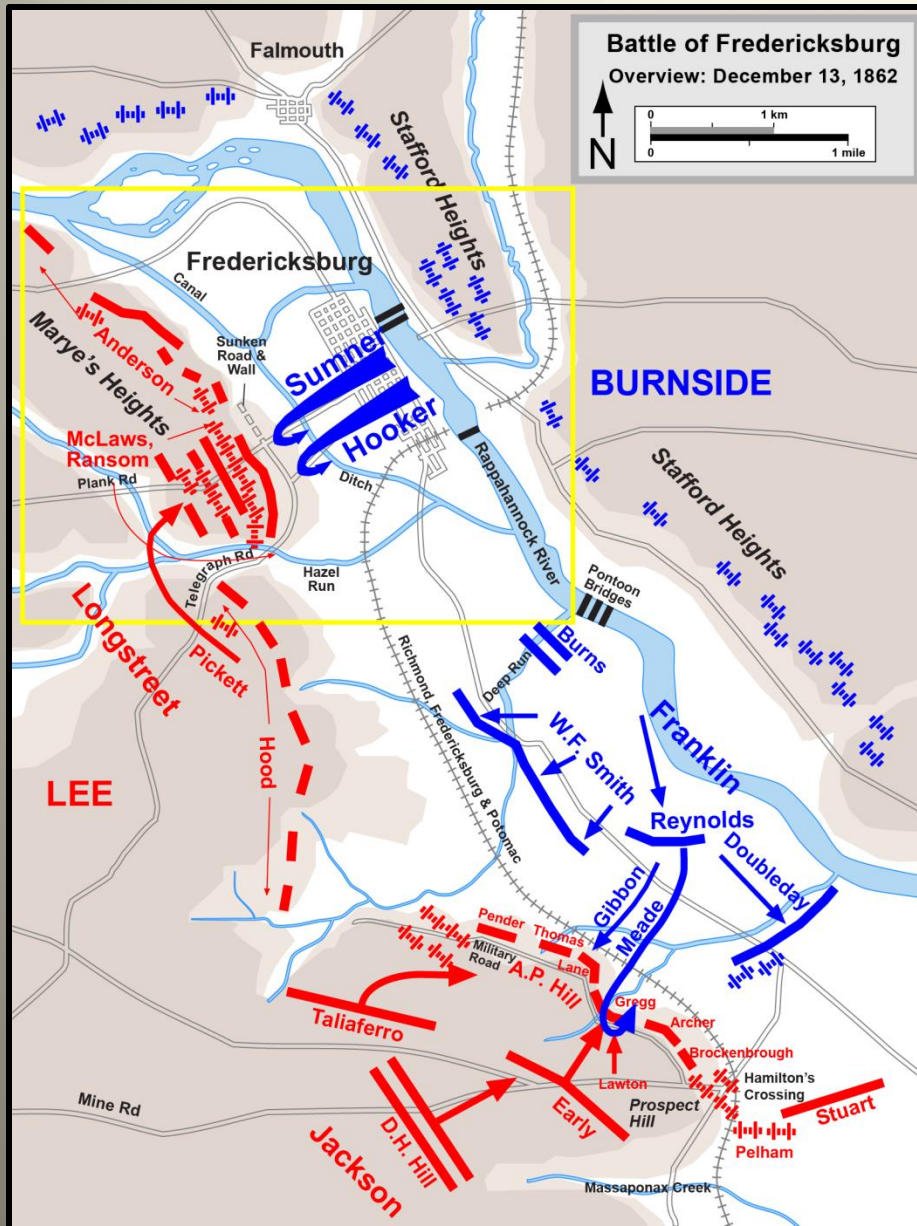 Battle of Fredericksburg
Overview: December 13, 1862
0
1 km
0
1 mile
N
Falmouth
Stafford Heights
Fredericksburg
Canal
Sunken
Road &
Wall
Marye's Heights
Anderson
Sumner
Hooker
BURNSIDE
McLaws,
Ransom
Plank Rd
Ditch
Rappahannock River
Stafford Heights
Telegraph Rd
Hazel
Run
Pontoon
Bridges
Longstreet
Pickett
Richmond, Fredericksburg & Potomac
Deep Run
Burns
Hood
LEE
W.F. Smith
Franklin
Reynolds
Doubleday
Gibbon
Meade
Pender
Thomas
Military
Road
Lane
A.P. Hill
Gregg
Archer
Taliaferro
Brockenbrough
Lawton
Hamilton's
Crossing
Mine Rd
Early
Prospect
Hill
Stuart
D.H. Hill
Jackson
Pelham
Massaponax Creek